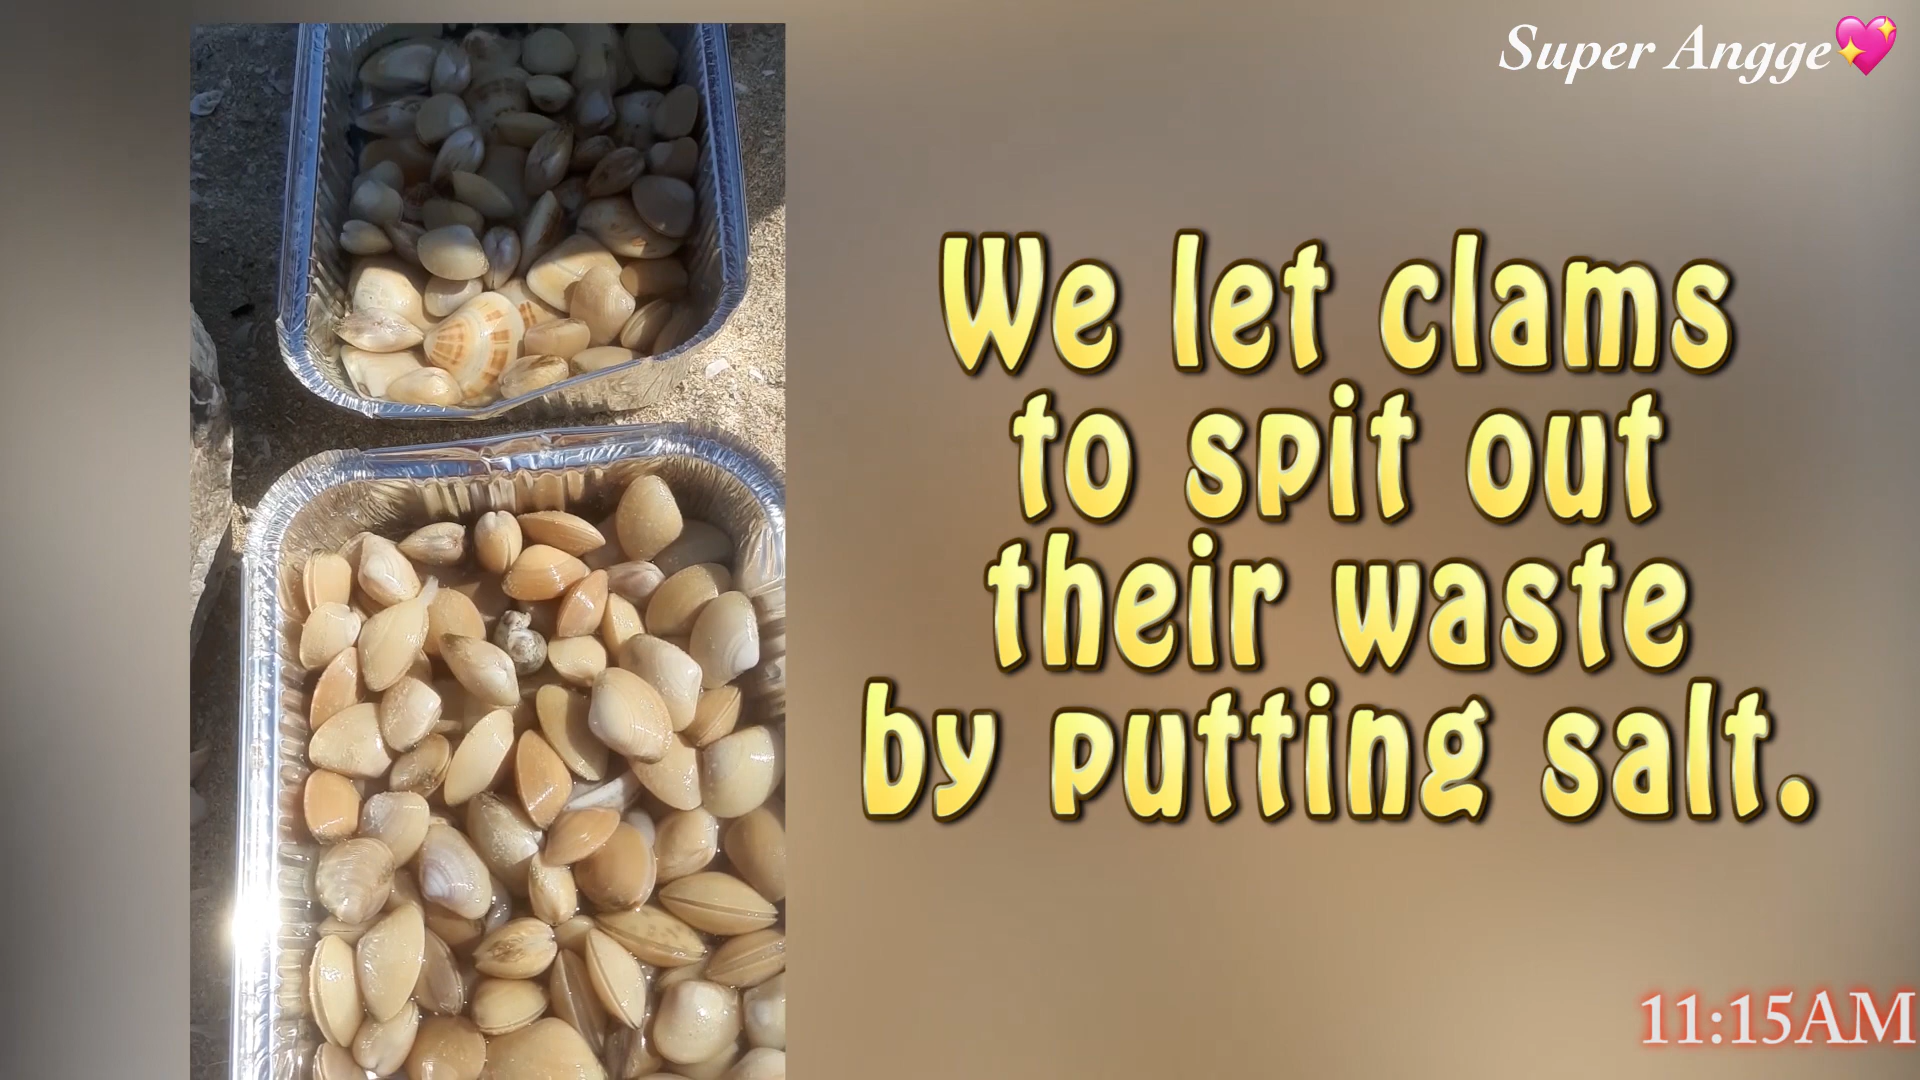 Super Angge💖
We let clams
to spit out
their waste
by putting salt.
11:15AM